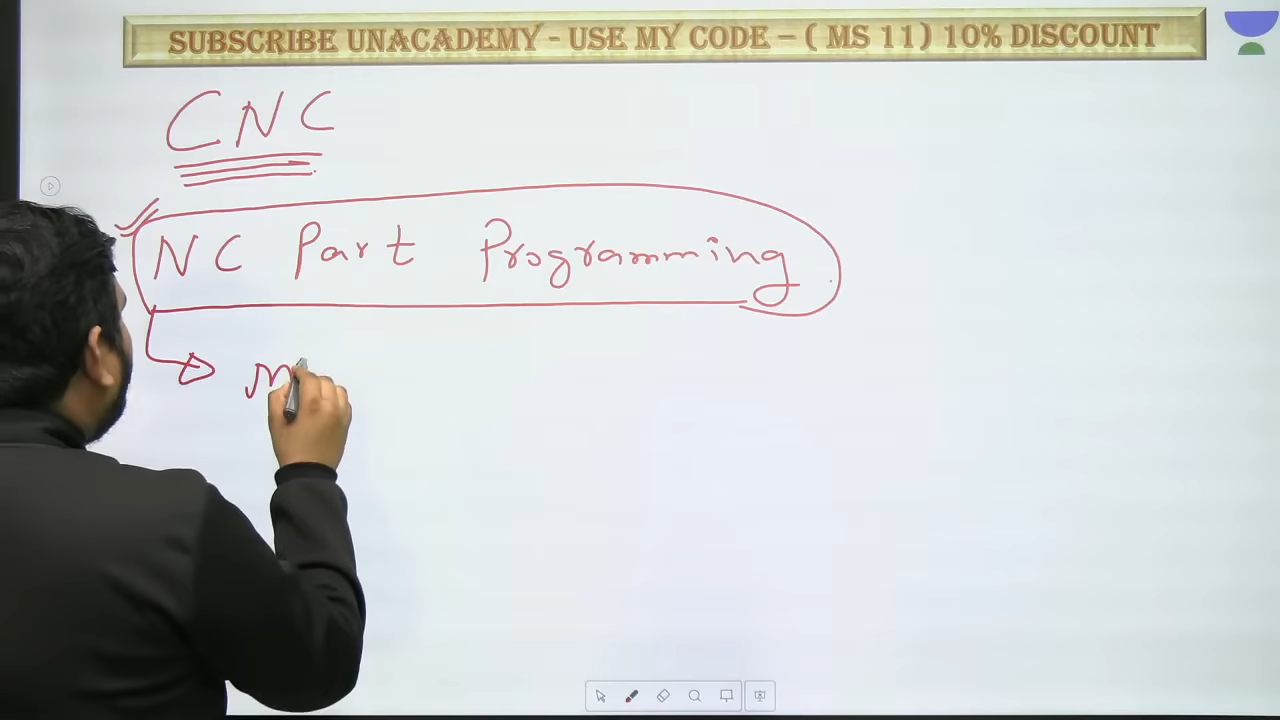 SUBSCRIBE UNACADEMY - USE MY CODE – ( MS 11) 10% DISCOUNT
CNC
NC Part Programming